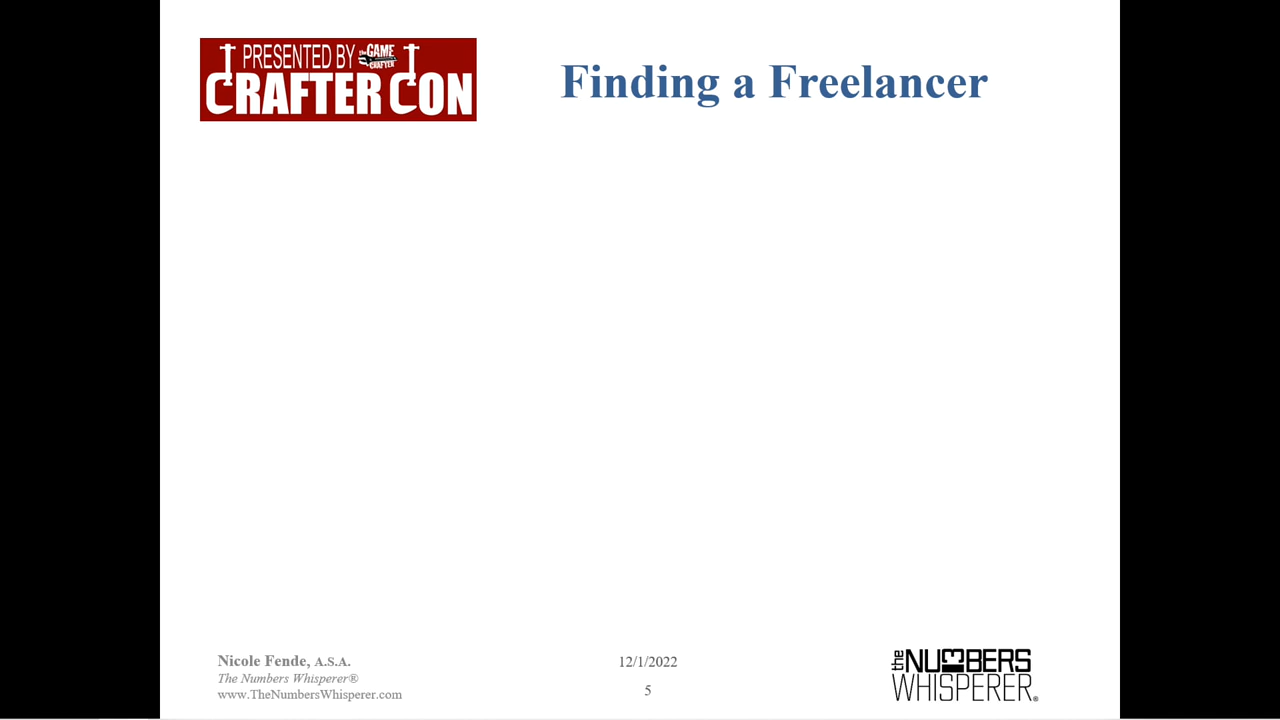 PRESENTED BY the GAME CRAFTER
CRAFTER CON
Finding a Freelancer
Nicole Fende, A.S.A.
The Numbers Whisperer®
www.TheNumbersWhisperer.com
12/1/2022
5
the NUMBERS
WHISPERER®